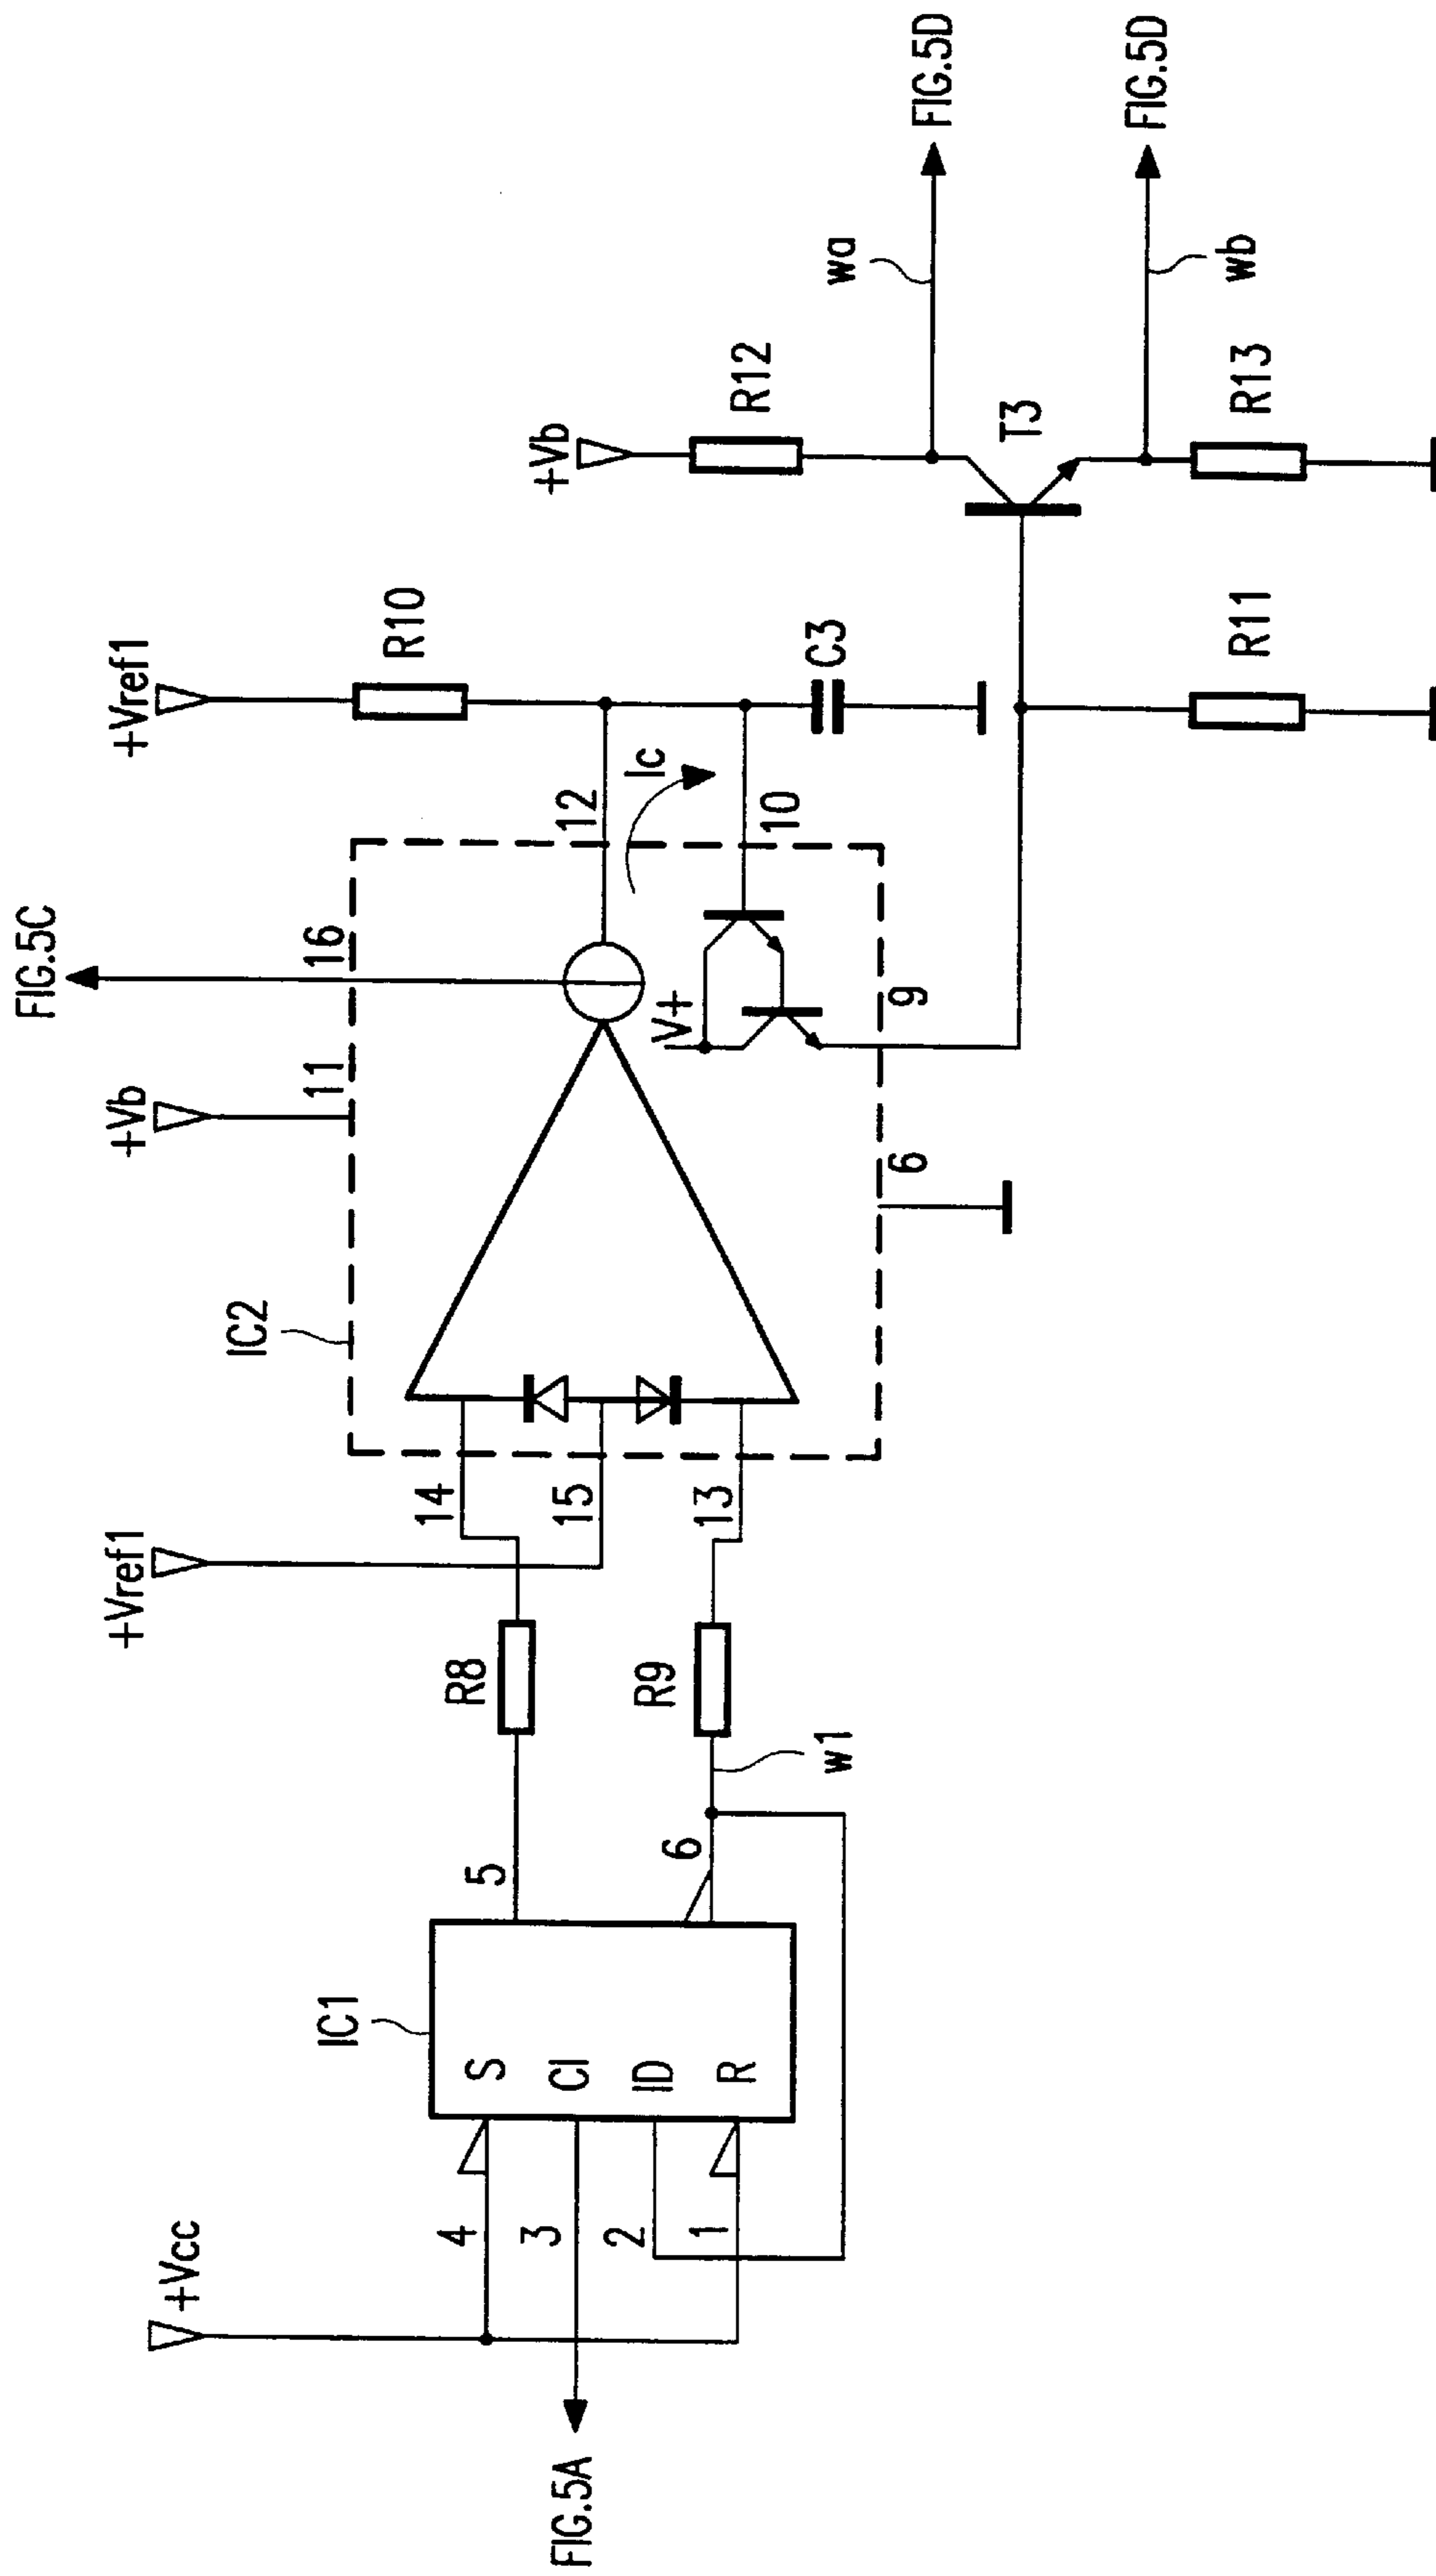 FIG.5A
+Vcc
4
3
2
1
IC1
S
CI
ID
R
5
6
w1
R8
R9
+Vref1
14
15
13
IC2
+Vb
11
FIG.5C
16
6
V+
9
12
Ic
10
+Vref1
R10
C3
R11
+Vb
R12
T3
R13
wa
wb
FIG.5D
FIG.5D